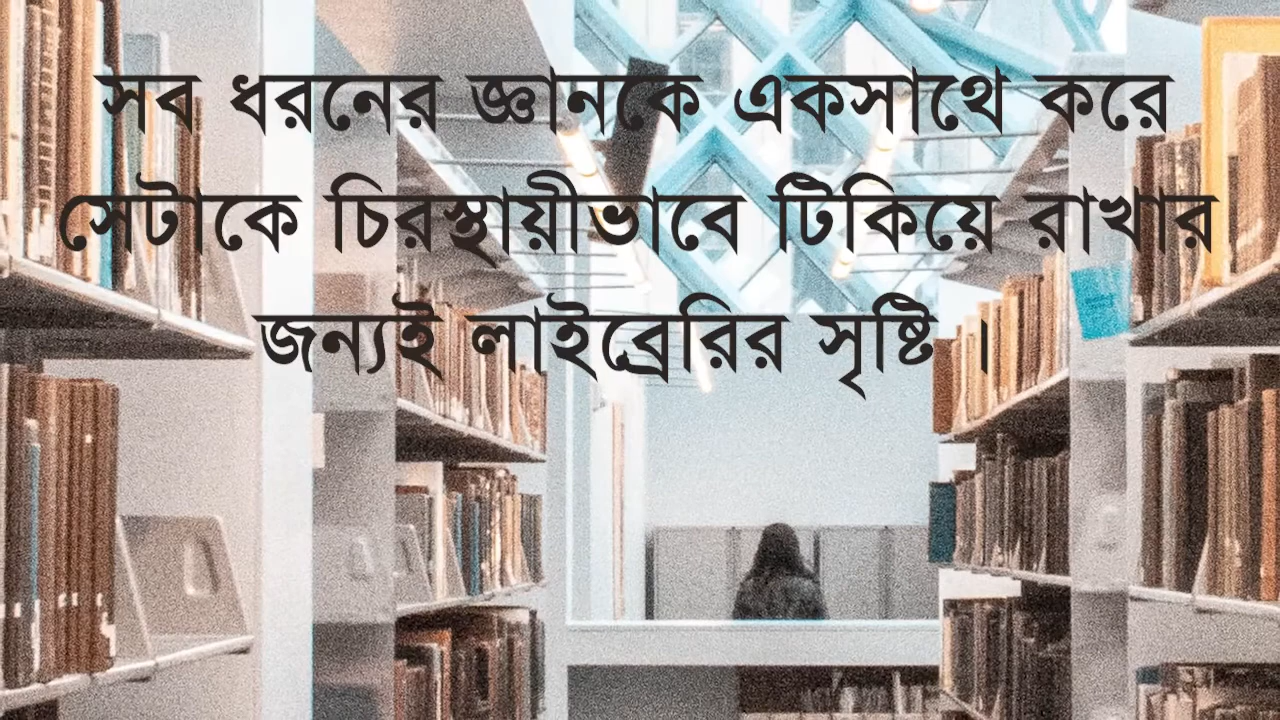 সব ধরনের জ্ঞানকে একসাথে করে
সেটাকে চিরস্থায়ীভাবে টিকিয়ে রাখার
জন্যই লাইব্রেরির সৃষ্টি ।